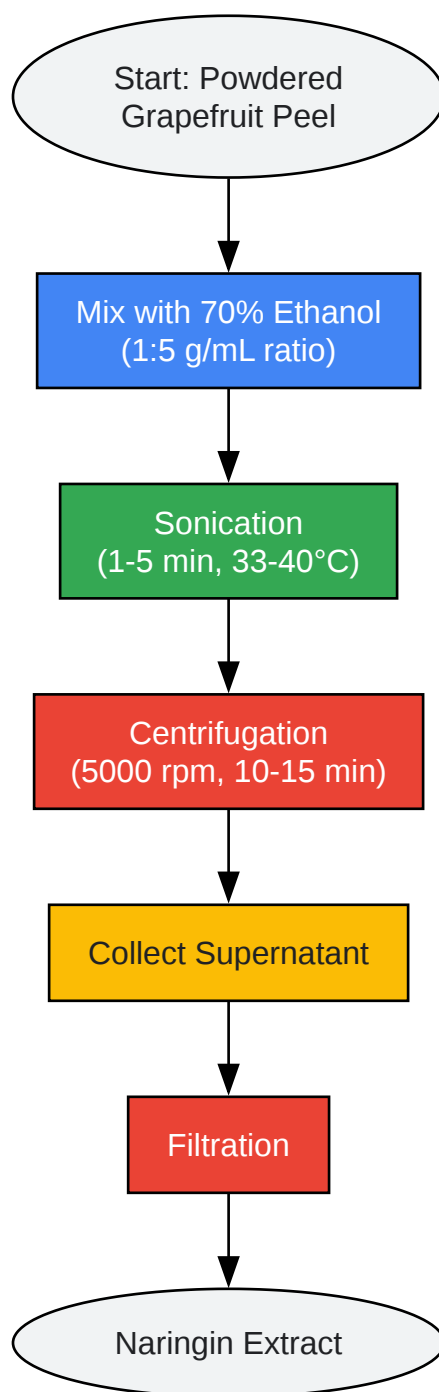 Start: Powdered
Grapefruit Peel
Mix with 70% Ethanol
(1:5 g/mL ratio)
Sonication
(1-5 min, 33-40°C)
Centrifugation
(5000 rpm, 10-15 min)
Collect Supernatant
Filtration
Naringin Extract